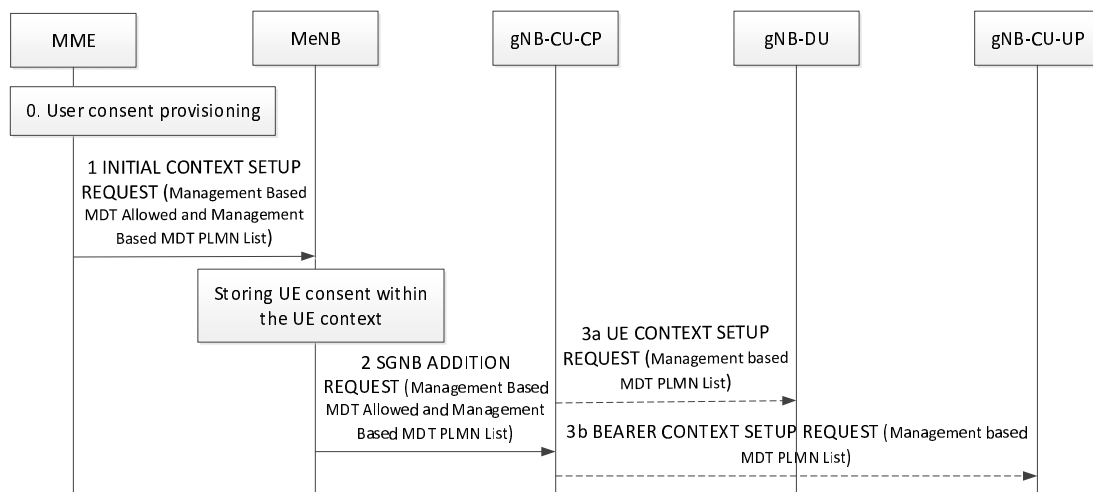 MME
MeNB
gNB-CU-CP
gNB-DU
gNB-CU-UP
0. User consent provisioning
1 INITIAL CONTEXT SETUP
REQUEST (Management Based
MDT Allowed and Management
Based MDT PLMN List)
Storing UE consent within
the UE context
2 SGNB ADDITION
REQUEST (Management Based
MDT Allowed and Management
Based MDT PLMN List)
3a UE CONTEXT SETUP
REQUEST (Management based
MDT PLMN List)
3b BEARER CONTEXT SETUP REQUEST (Management based
MDT PLMN List)